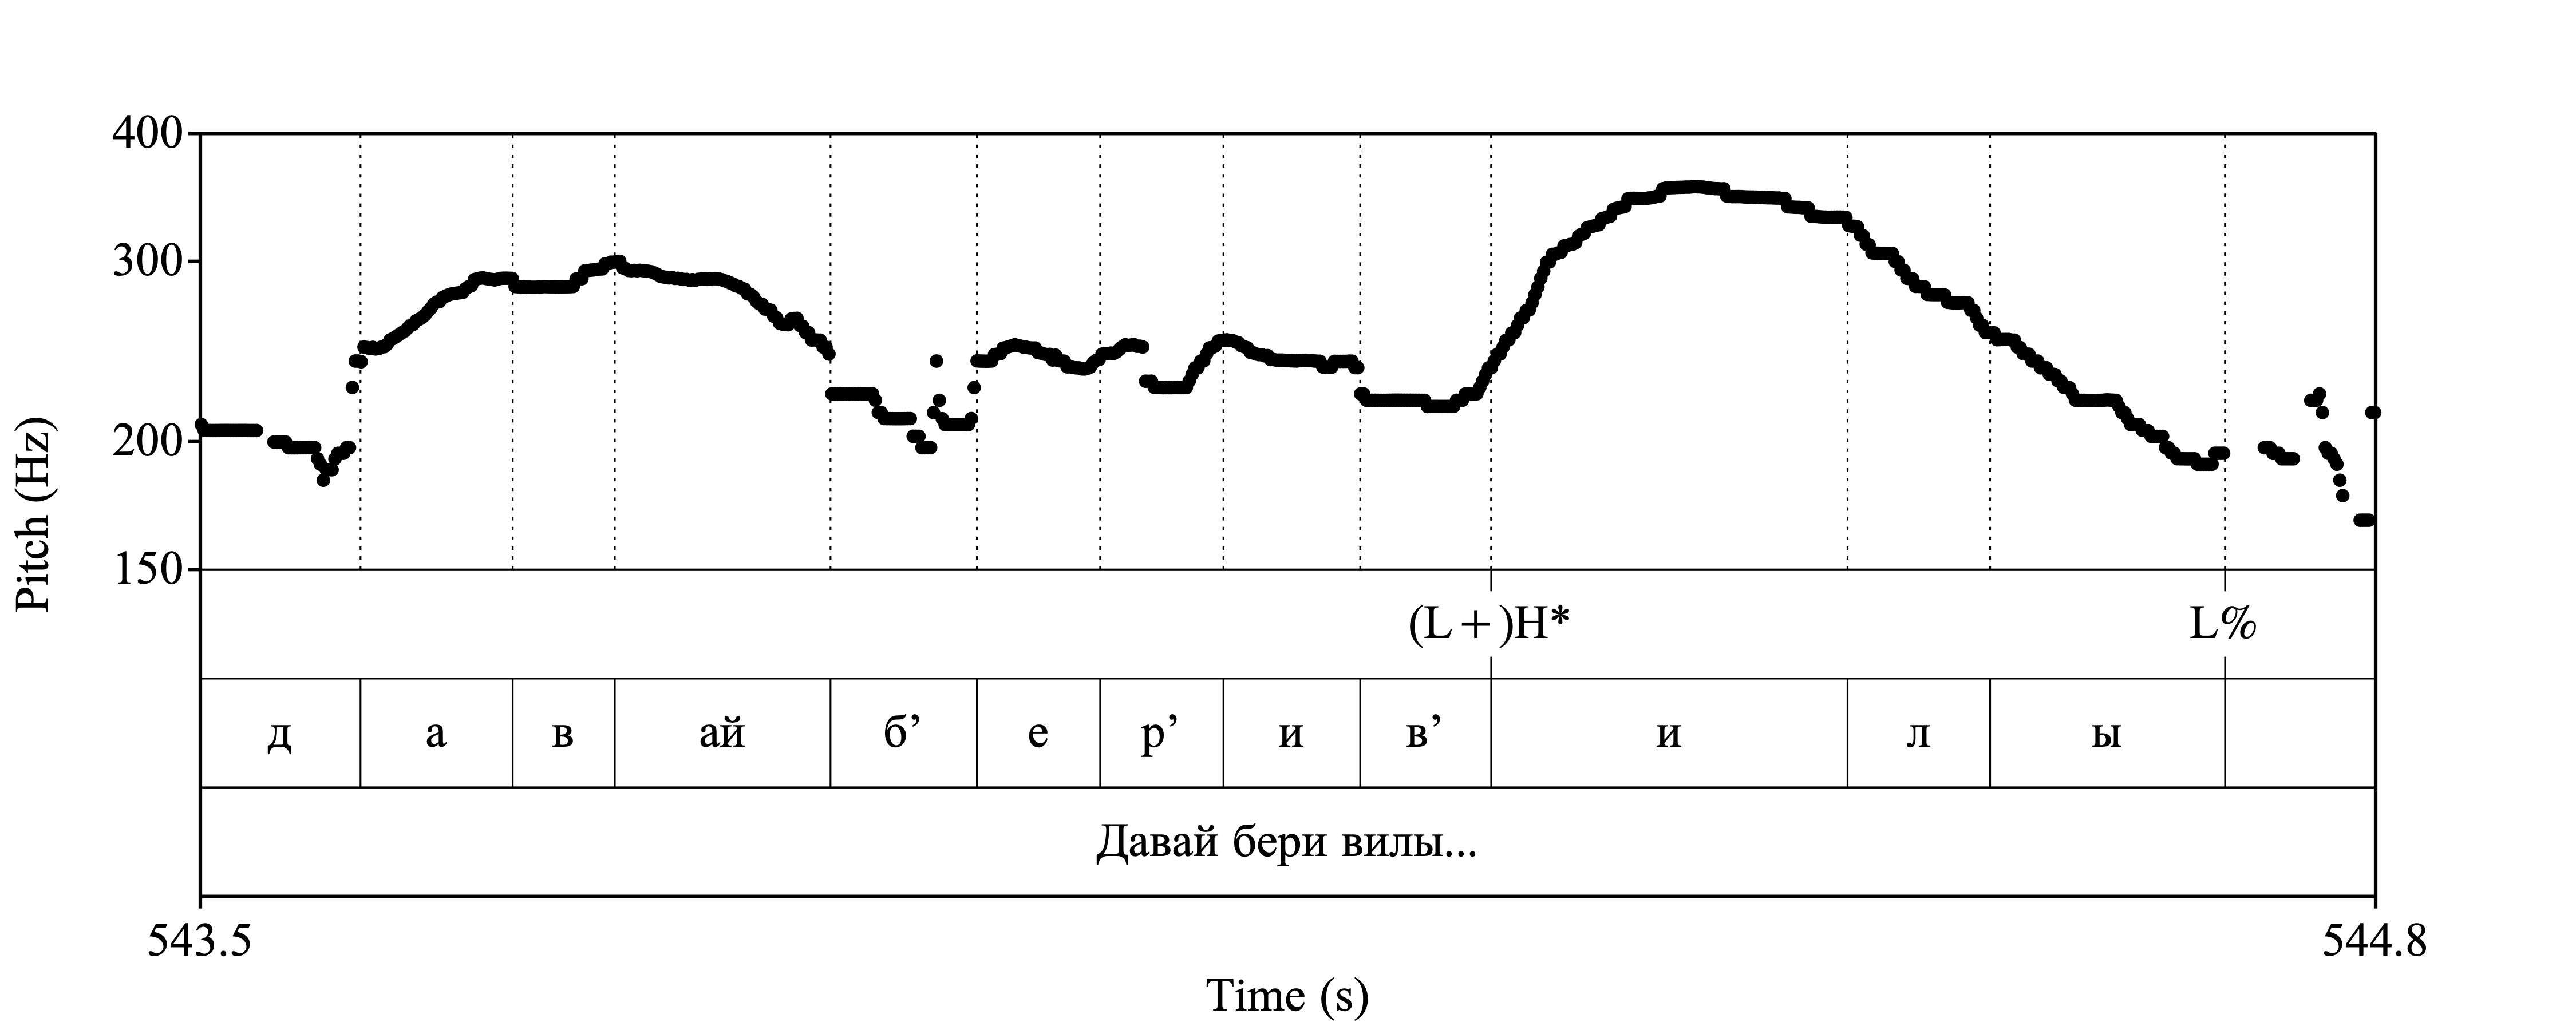 400
300
200
150
Pitch (Hz)
(L+)H* L%
д а в ай б’ е р’ и в’ и л ы
Давай бери вилы...
543.5 544.8
Time (s)